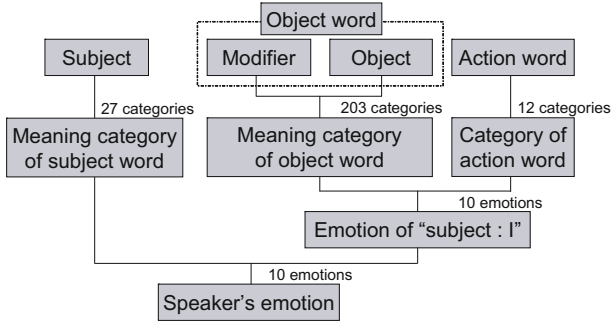 Object word
Subject
Modifier
Object
Action word
27 categories
203 categories
12 categories
Meaning category
of subject word
Meaning category
of object word
Category of
action word
10 emotions
Emotion of “subject : I”
10 emotions
Speaker’s emotion